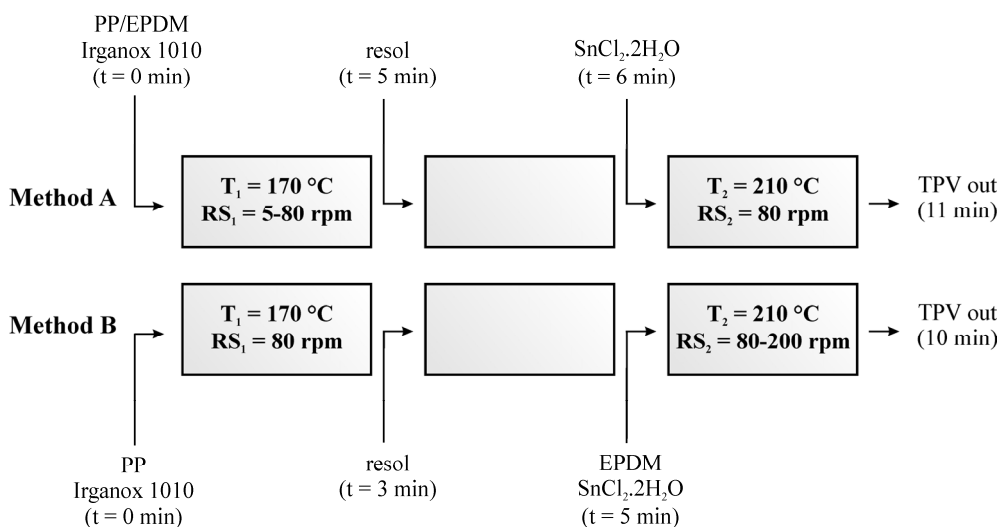 PP/EPDM
Irganox 1010
(t = 0 min)
resol
(t = 5 min)
SnCl₂.2H₂O
(t = 6 min)
Method A
T₁ = 170 °C
RS₁ = 5-80 rpm
T₂ = 210 °C
RS₂ = 80 rpm
TPV out
(11 min)
Method B
T₁ = 170 °C
RS₁ = 80 rpm
T₂ = 210 °C
RS₂ = 80-200 rpm
TPV out
(10 min)
PP
Irganox 1010
(t = 0 min)
resol
(t = 3 min)
EPDM
SnCl₂.2H₂O
(t = 5 min)